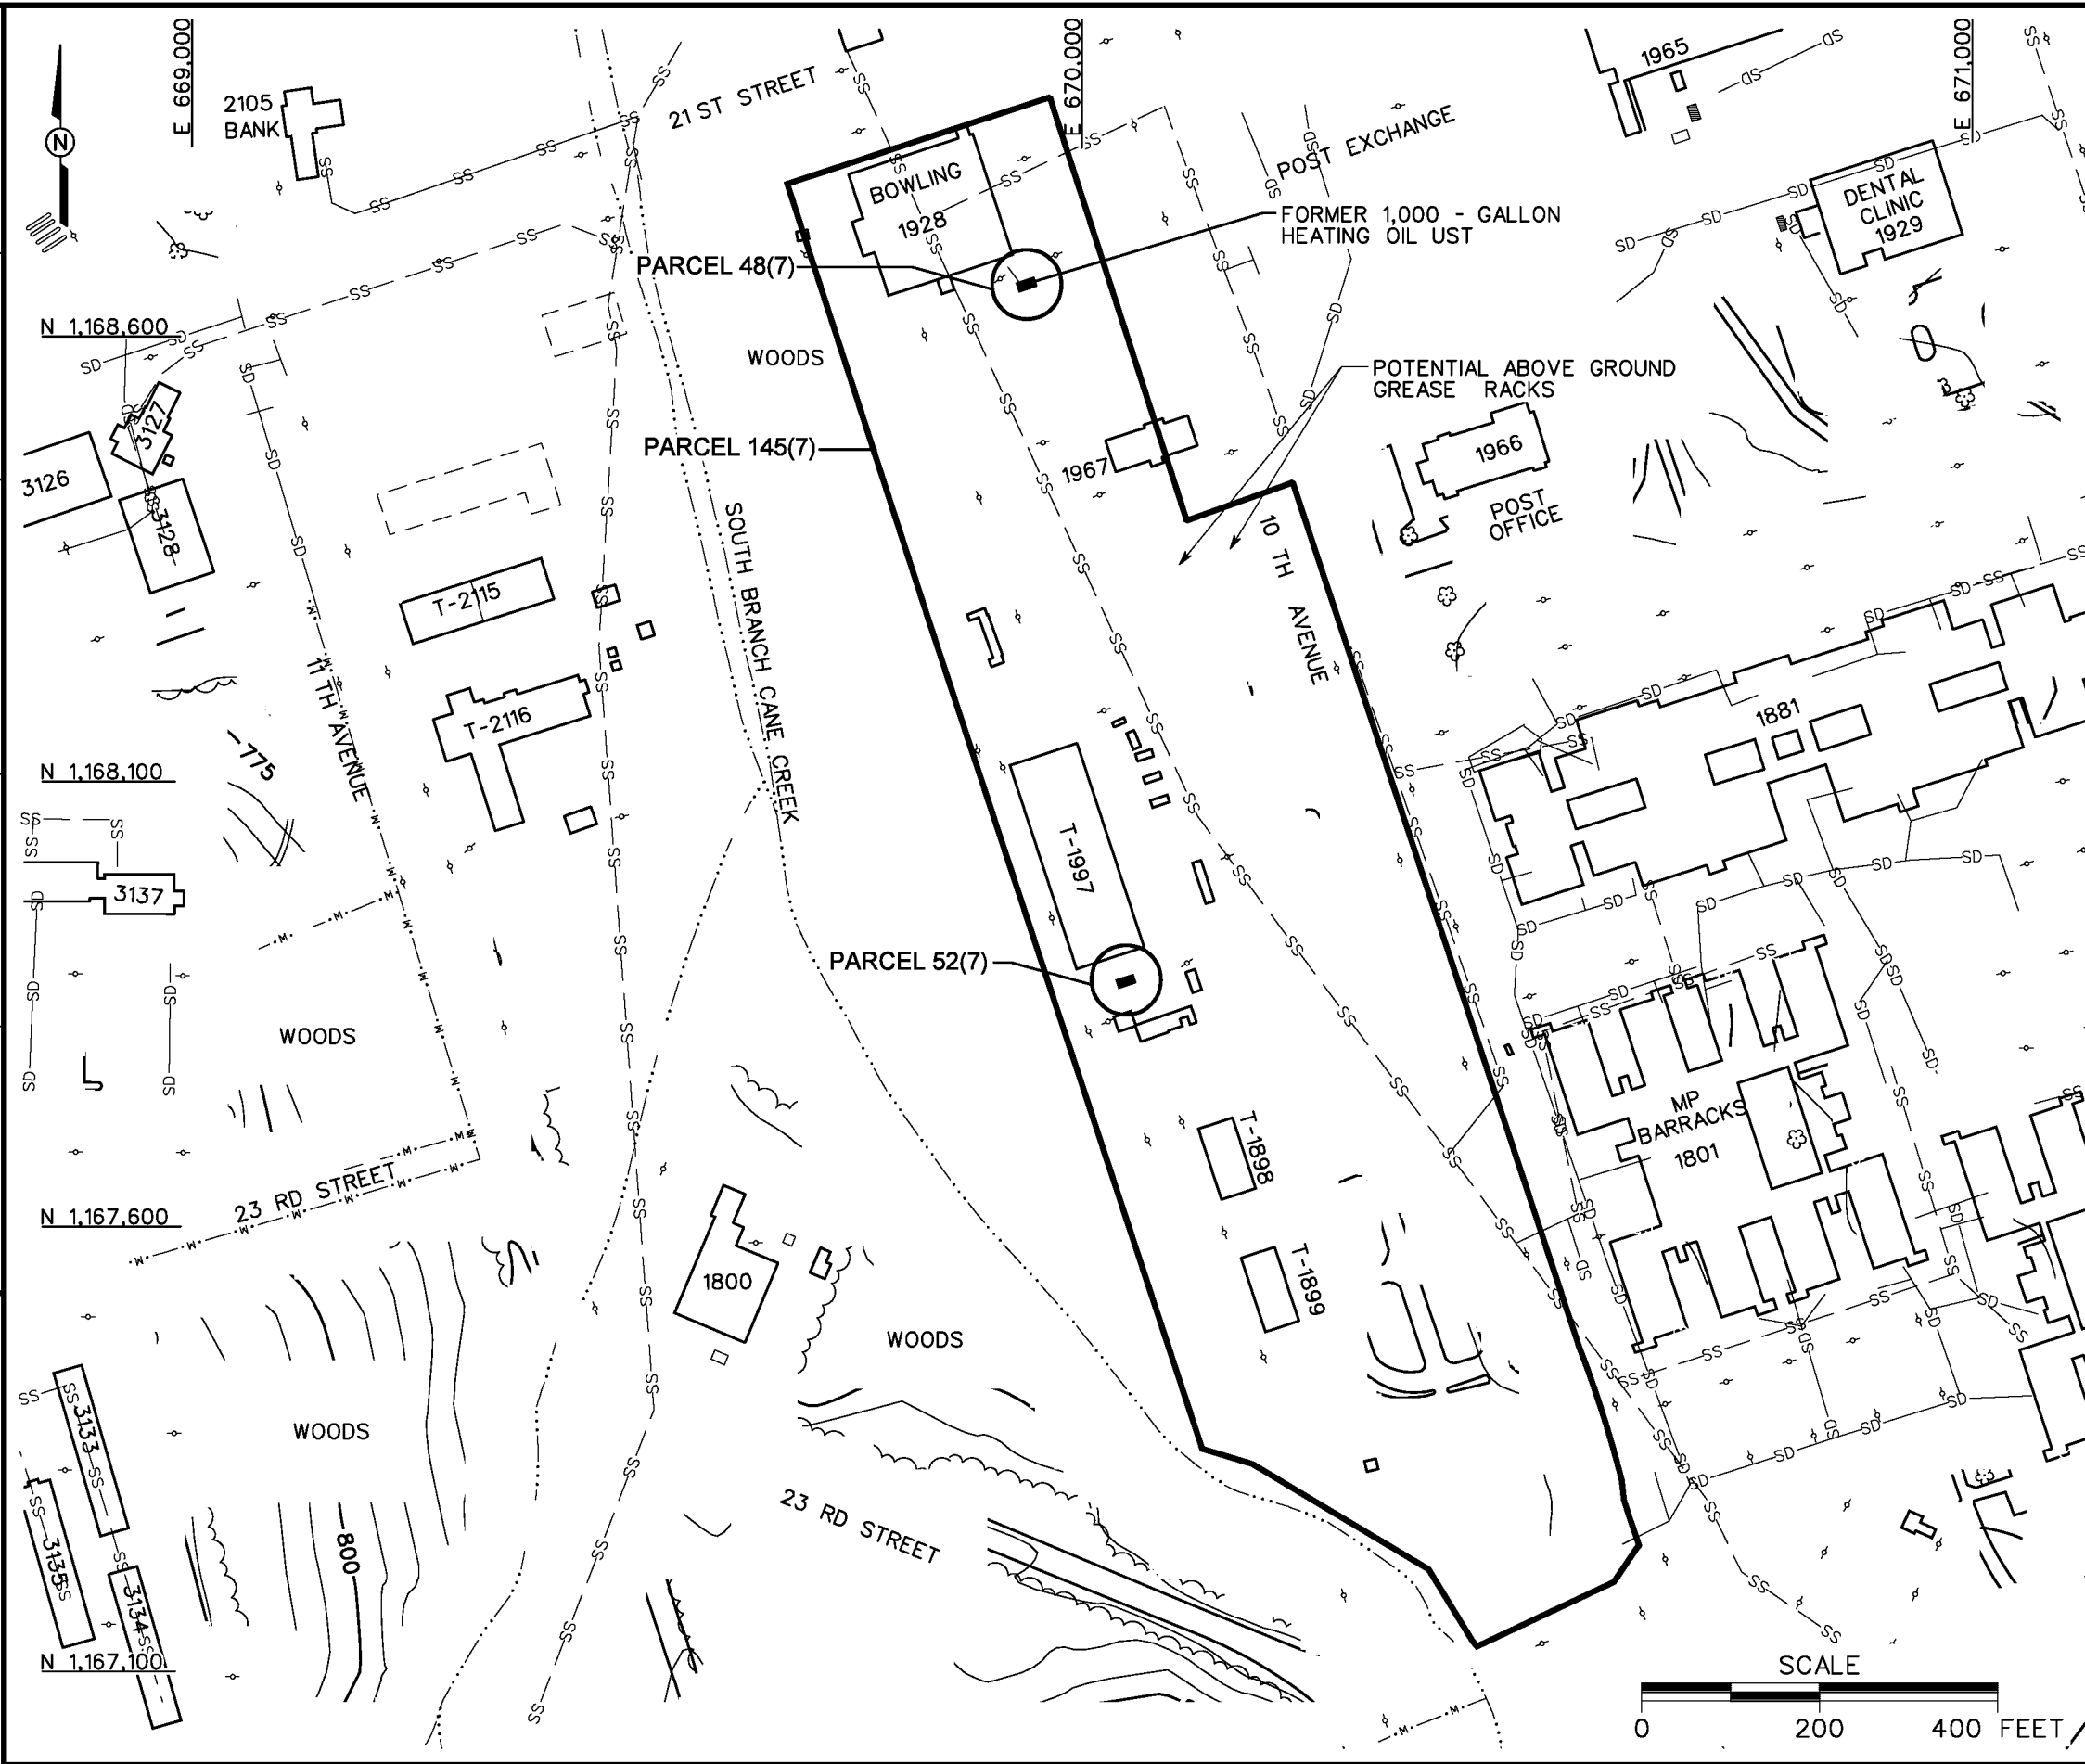 E 669,000
E 670,000
E 671,000
N
2105
BANK
21 ST STREET
1965
POST EXCHANGE
BOWLING
1928
DENTAL
CLINIC
1929
FORMER 1,000 - GALLON
HEATING OIL UST
PARCEL 48(7)
N 1,168,600
WOODS
POTENTIAL ABOVE GROUND
GREASE RACKS
3127
3126
3128
PARCEL 145(7)
1967
1966
POST
OFFICE
10 TH AVENUE
SOUTH BRANCH CANE CREEK
T-2115
T-2116
11 TH AVENUE
775
1881
N 1,168,100
T-1997
3137
PARCEL 52(7)
WOODS
MP
BARRACKS
1801
T-1898
23 RD STREET
N 1,167,600
T-1899
1800
WOODS
3133
WOODS
23 RD STREET
800
3135
3134
N 1,167,100
SCALE
0 200 400 FEET
SS
SD
M